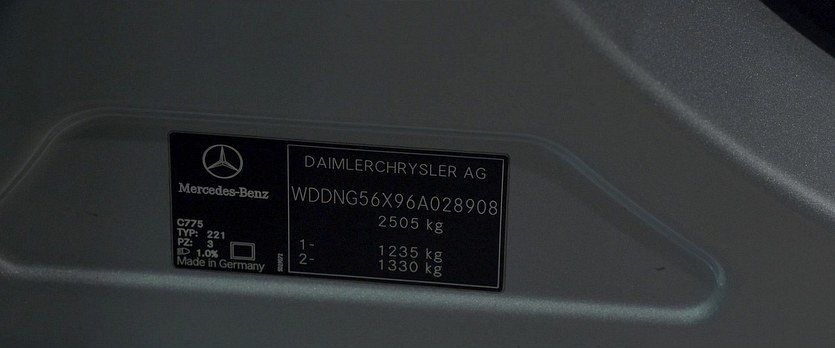 Mercedes-Benz
C775
TYP: 221
PZ: 3
1.0%
Made in Germany
DAIMLERCHRYSLER AG
WDDNG56X96A028908
2505 kg
1- 1235 kg
2- 1330 kg